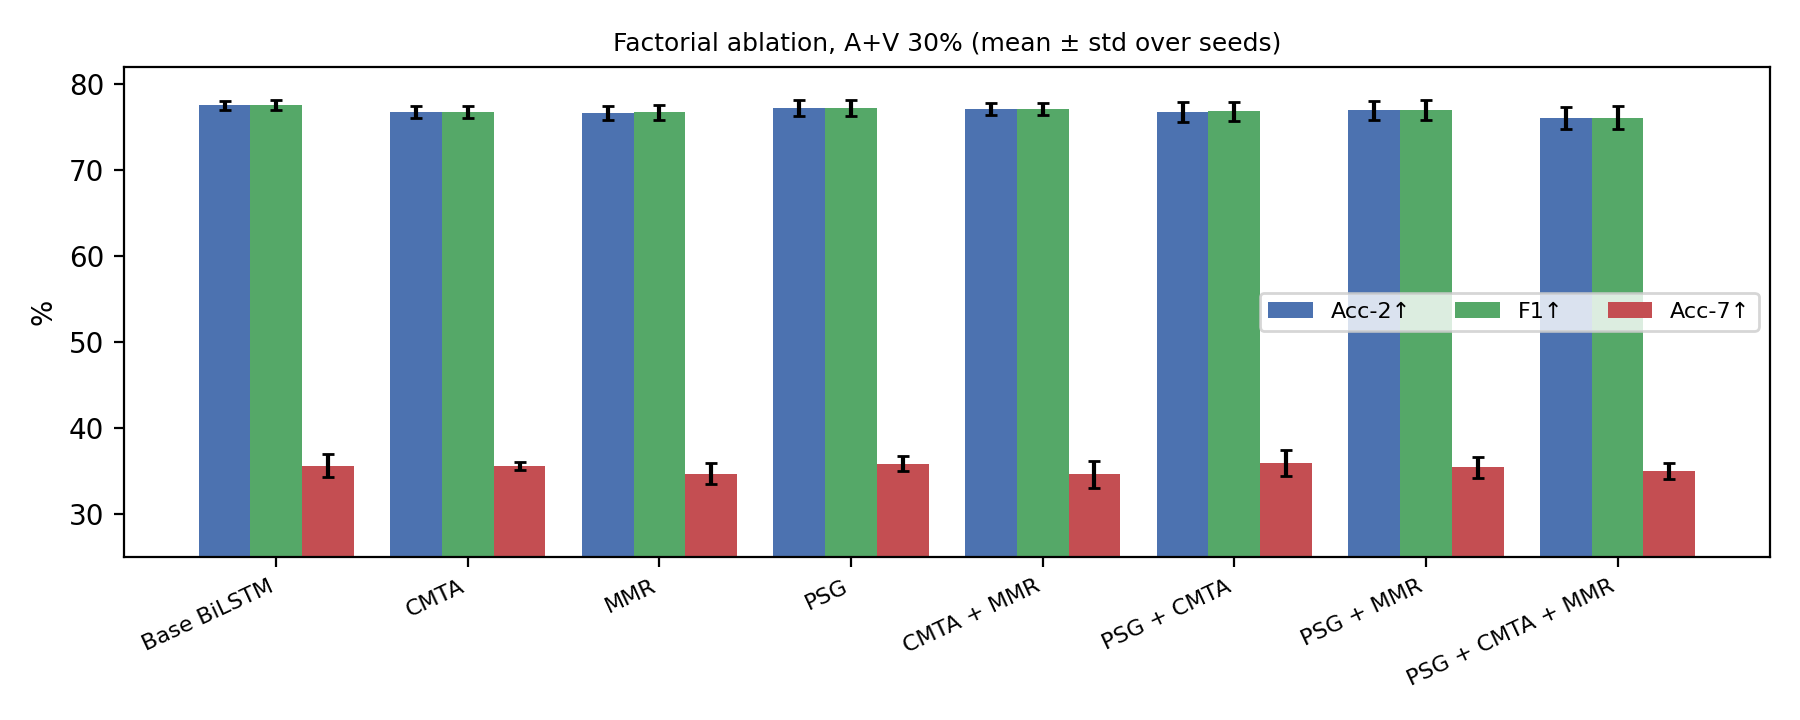 Factorial ablation, A+V 30% (mean ± std over seeds)
80
70
60
50
40
30
%
Acc-2↑ F1↑ Acc-7↑
Base BiLSTM
CMTA
MMR
PSG
CMTA + MMR
PSG + CMTA
PSG + MMR
PSG + CMTA + MMR